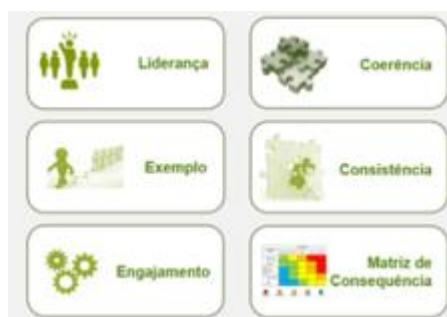 Liderança
Coerência
Exemplo
Consistência
Engajamento
Matriz de
Consequência